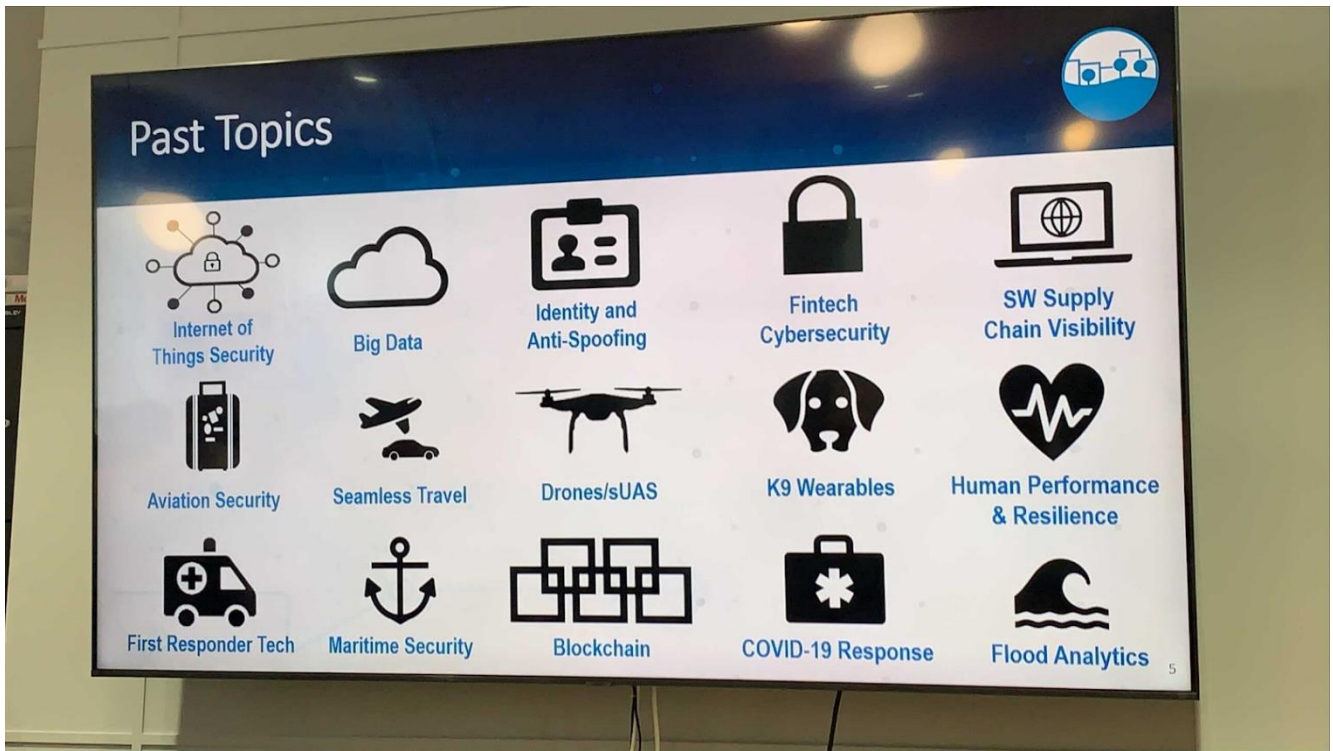 Past Topics
Internet of
Things Security
Big Data
Identity and
Anti-Spoofing
Fintech
Cybersecurity
SW Supply
Chain Visibility
Aviation Security
Seamless Travel
Drones/sUAS
K9 Wearables
Human Performance
& Resilience
First Responder Tech
Maritime Security
Blockchain
COVID-19 Response
Flood Analytics
5